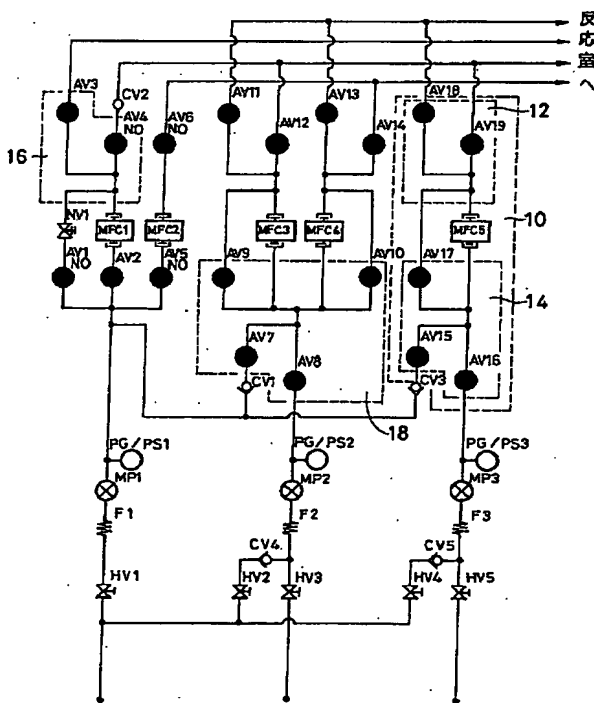 反
応
室
へ
AV3
CV2
AV4
NO
AV6
NO
AV11
AV12
AV13
AV14
AV18
AV19
12
16
10
NV1
MFC1
MFC2
MFC3
MFC4
MFC5
AV1
NO
AV2
AV5
NO
AV9
AV10
AV17
14
AV7
AV8
AV15
AV16
CV1
CV3
18
PG/PS1
PG/PS2
PG/PS3
MP1
MP2
MP3
F1
F2
F3
CV4
CV5
HV1
HV2
HV3
HV4
HV5